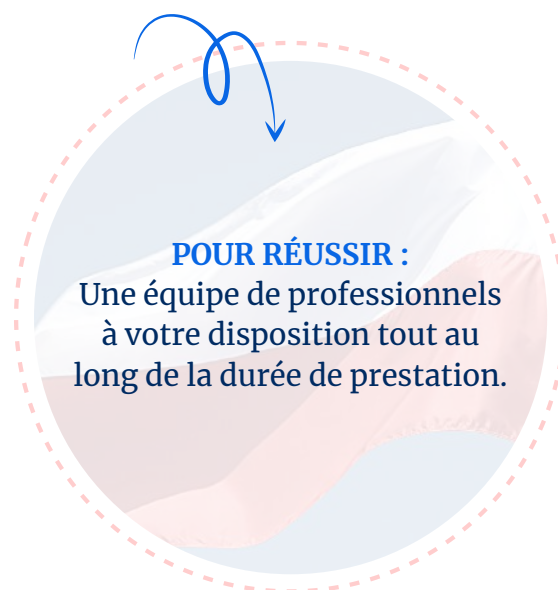 POUR RÉUSSIR :
Une équipe de professionnels
à votre disposition tout au
long de la durée de prestation.